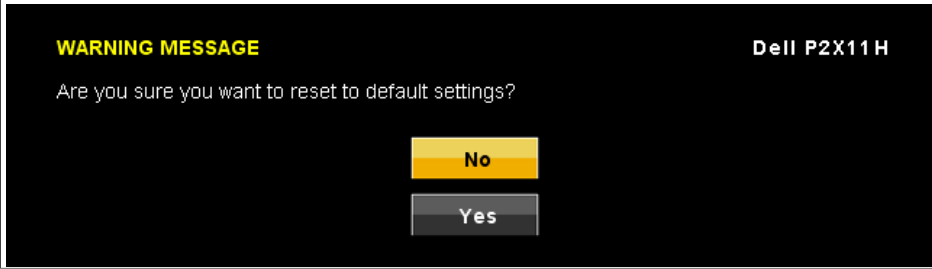 WARNING MESSAGE
Dell P2X11H
Are you sure you want to reset to default settings?
No
Yes